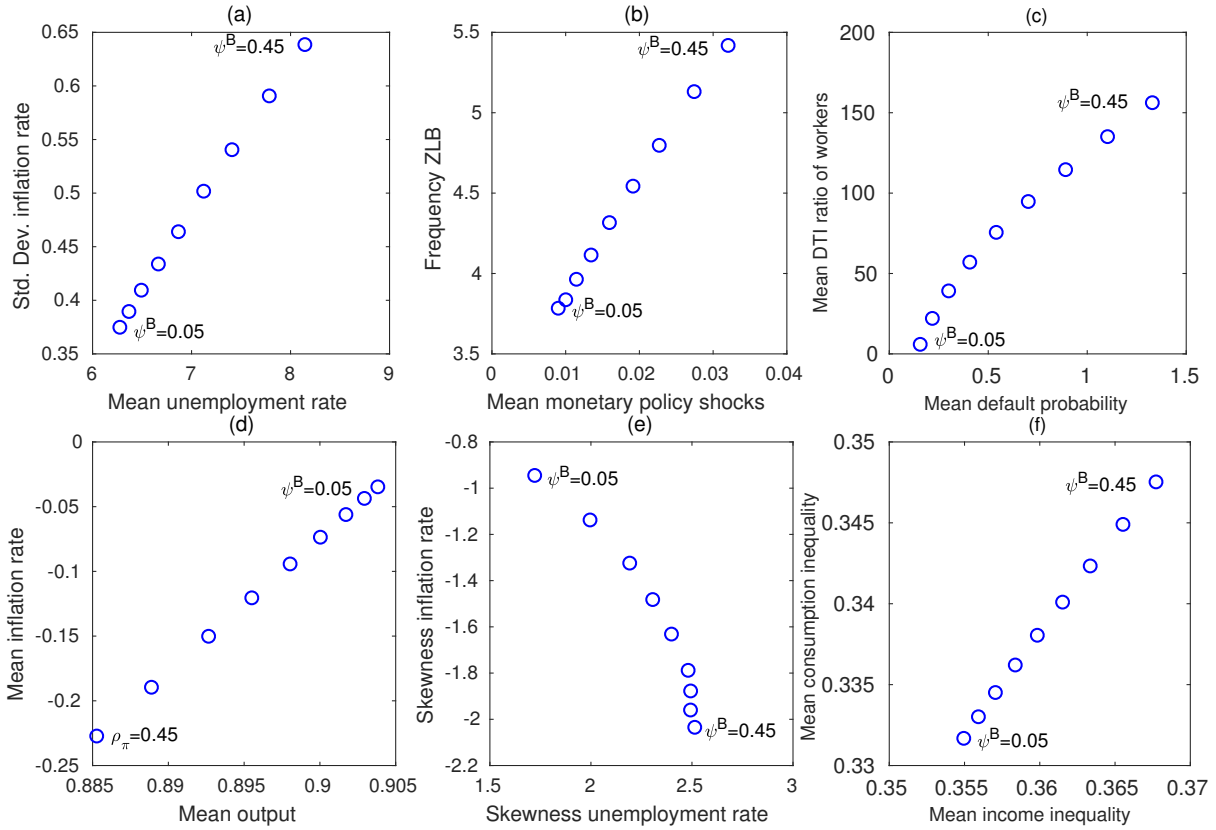 (a)
Std. Dev. inflation rate
0.65
0.6
0.55
0.5
0.45
0.4
0.35
ψ^B=0.45
ψ^B=0.05
6
7
8
9
Mean unemployment rate
(b)
Frequency ZLB
5.5
5
4.5
4
3.5
ψ^B=0.45
ψ^B=0.05
0
0.01
0.02
0.03
0.04
Mean monetary policy shocks
(c)
Mean DTI ratio of workers
200
150
100
50
0
ψ^B=0.45
ψ^B=0.05
0
0.5
1
1.5
Mean default probability
(d)
Mean inflation rate
0
-0.05
-0.1
-0.15
-0.2
-0.25
ψ^B=0.05
ρ_π=0.45
0.885
0.89
0.895
0.9
0.905
Mean output
(e)
Skewness inflation rate
-0.8
-1
-1.2
-1.4
-1.6
-1.8
-2
-2.2
ψ^B=0.05
ψ^B=0.45
1.5
2
2.5
3
Skewness unemployment rate
(f)
Mean consumption inequality
0.35
0.345
0.34
0.335
0.33
ψ^B=0.45
ψ^B=0.05
0.35
0.355
0.36
0.365
0.37
Mean income inequality